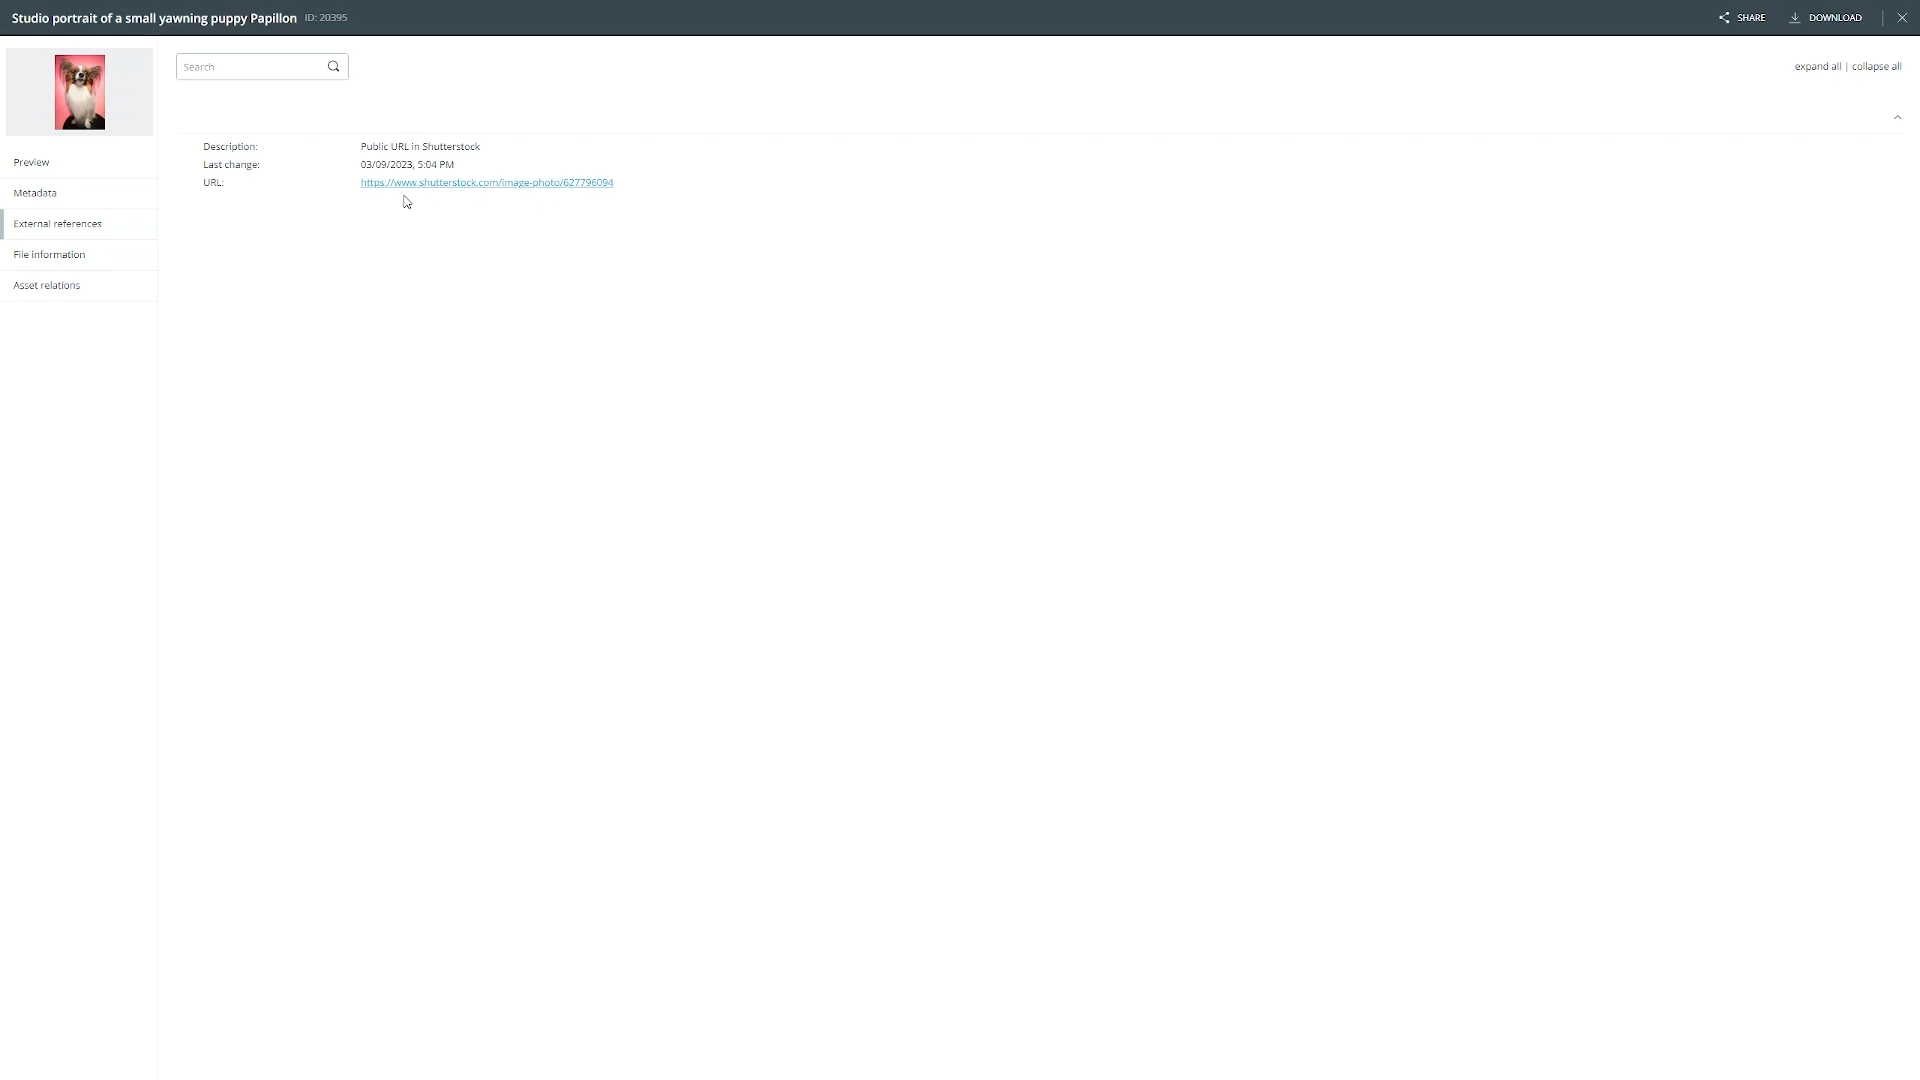 Studio portrait of a small yawning puppy Papillon ID: 20395
SHARE DOWNLOAD
Search
expand all | collapse all
Description: Public URL in Shutterstock
Last change: 03/09/2023, 5:04 PM
URL: https://www.shutterstock.com/image-photo/627796094
Preview
Metadata
External references
File information
Asset relations